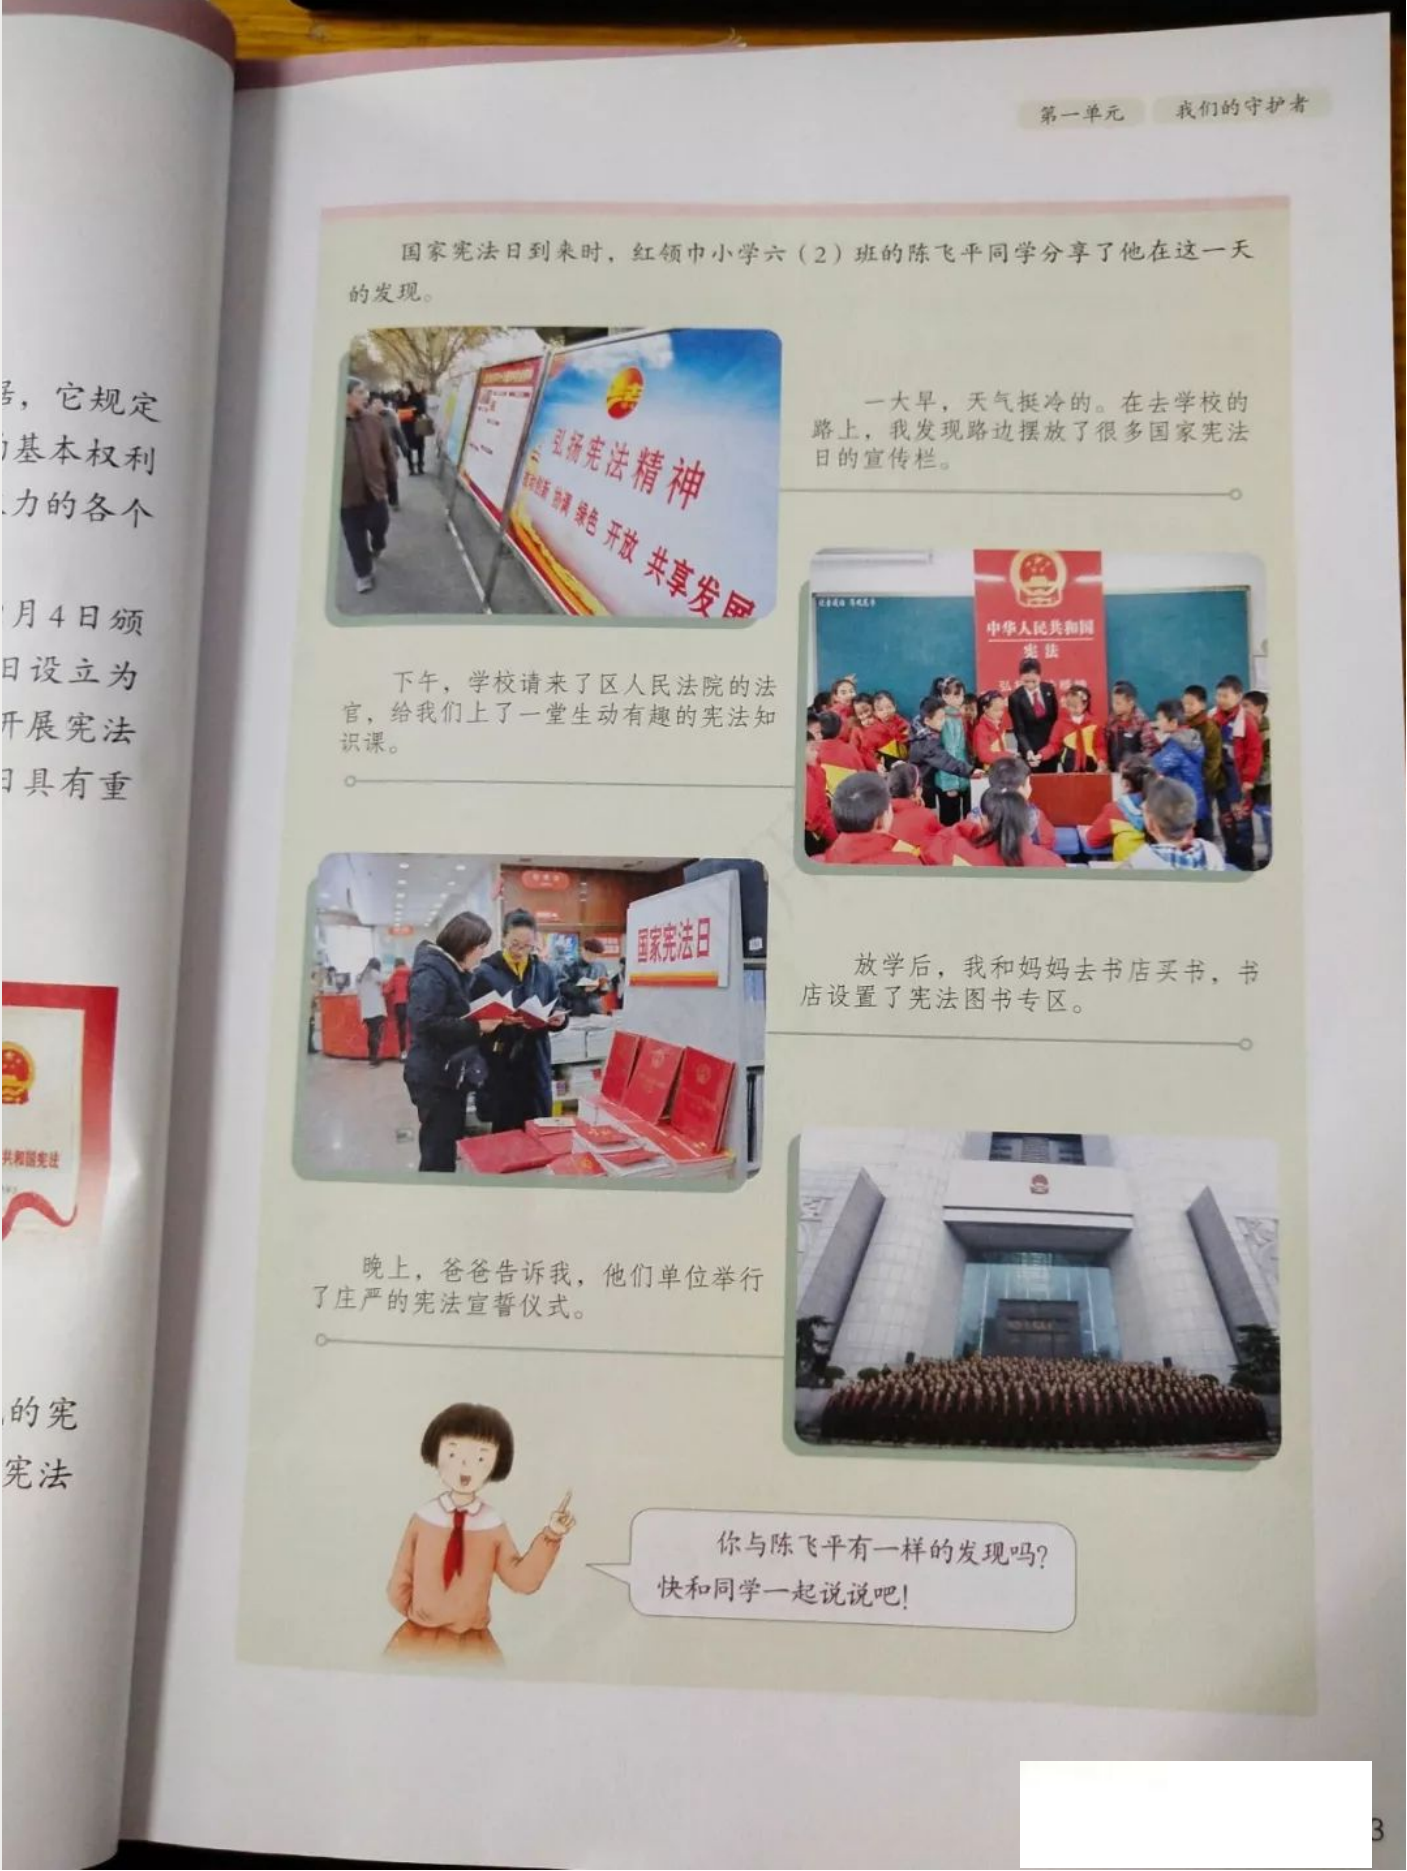 第一单元 我们的守护者
居，它规定
的基本权利
力的各个
月4日颁
日设立为
开展宪法
日具有重
共和国宪法
的宪
宪法
国家宪法日到来时，红领巾小学六（2）班的陈飞平同学分享了他在这一天
的发现。
弘扬宪法精神
协调 绿色 开放 共享发展
一大早，天气挺冷的。在去学校的
路上，我发现路边摆放了很多国家宪法
日的宣传栏。
中华人民共和国
宪法
下午，学校请来了区人民法院的法
官，给我们上了一堂生动有趣的宪法知
识课。
国家宪法日
放学后，我和妈妈去书店买书，书
店设置了宪法图书专区。
晚上，爸爸告诉我，他们单位举行
了庄严的宪法宣誓仪式。
你与陈飞平有一样的发现吗？
快和同学一起说说吧！
3